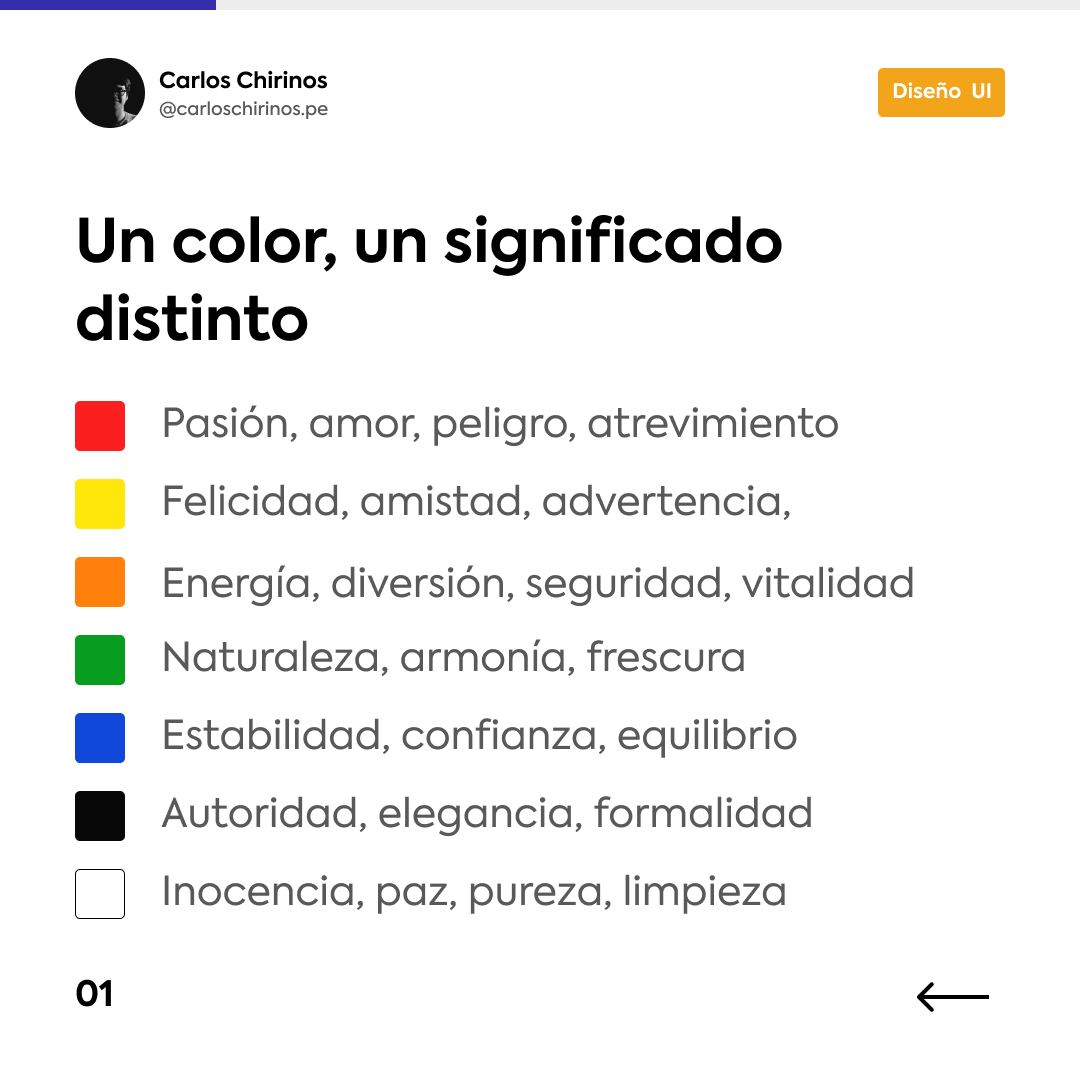 Carlos Chirinos
@carloschirinos.pe
Diseño UI
Un color, un significado
distinto
Pasión, amor, peligro, atrevimiento
Felicidad, amistad, advertencia,
Energía, diversión, seguridad, vitalidad
Naturaleza, armonía, frescura
Estabilidad, confianza, equilibrio
Autoridad, elegancia, formalidad
Inocencia, paz, pureza, limpieza
01